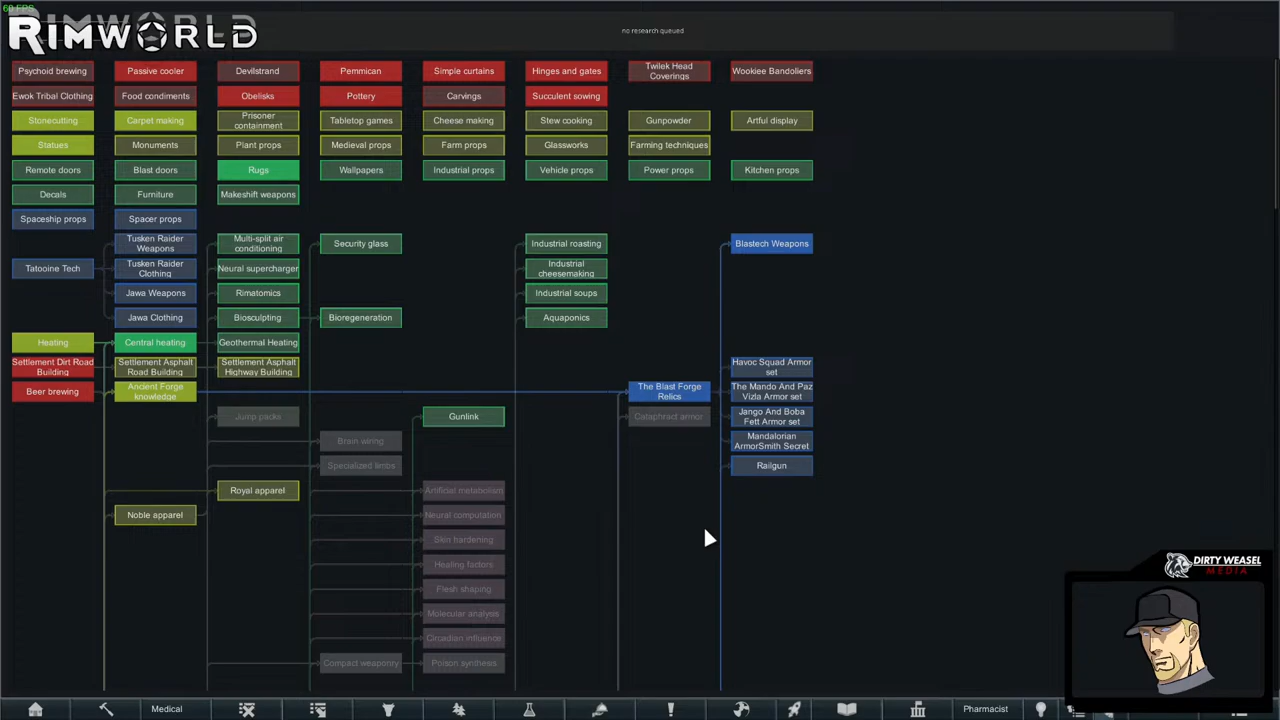 60 FPS
RIMWORLD
no research queued
Psychoid brewing
Passive cooler
Devilstrand
Pemmican
Simple curtains
Hinges and gates
Twilek Head
Coverings
Wookiee Bandoliers
Ewok Tribal Clothing
Food condiments
Obelisks
Pottery
Carvings
Succulent sowing
Stonecutting
Carpet making
Prisoner
containment
Tabletop games
Cheese making
Stew cooking
Gunpowder
Artful display
Statues
Monuments
Plant props
Medieval props
Farm props
Glassworks
Farming techniques
Remote doors
Blast doors
Rugs
Wallpapers
Industrial props
Vehicle props
Power props
Kitchen props
Decals
Furniture
Makeshift weapons
Spaceship props
Spacer props
Tusken Raider
Weapons
Multi-split air
conditioning
Security glass
Industrial roasting
Blastech Weapons
Tatooine Tech
Tusken Raider
Clothing
Neural supercharger
Industrial
cheesemaking
Jawa Weapons
Rimatomics
Industrial soups
Jawa Clothing
Biosculpting
Bioregeneration
Aquaponics
Heating
Central heating
Geothermal Heating
Settlement Dirt Road
Building
Settlement Asphalt
Road Building
Settlement Asphalt
Highway Building
Havoc Squad Armor
set
Beer brewing
Ancient Forge
knowledge
The Blast Forge
Relics
The Mando And Paz
Vizla Armor set
Jump packs
Gunlink
Cataphract armor
Jango And Boba
Fett Armor set
Brain wiring
Mandalorian
ArmorSmith Secret
Specialized limbs
Railgun
Royal apparel
Artificial metabolism
Noble apparel
Neural computation
Skin hardening
Healing factors
Flesh shaping
Molecular analysis
Circadian influence
Compact weaponry
Poison synthesis
DIRTY WEASEL
MEDIA
Medical
Pharmacist